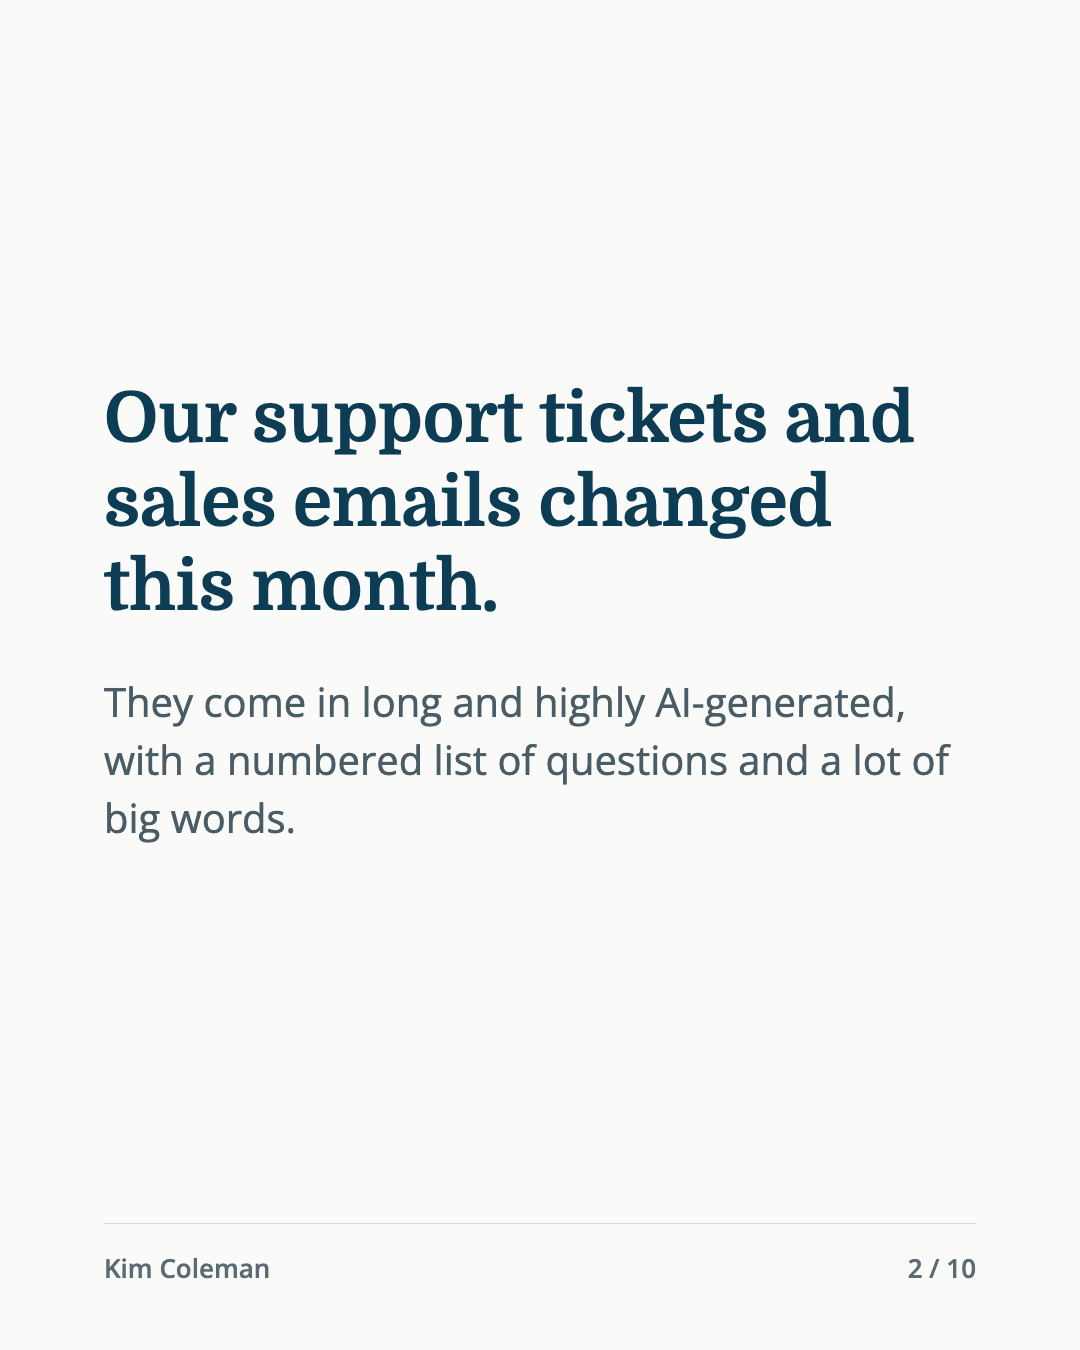 Our support tickets and
sales emails changed
this month.
They come in long and highly AI-generated,
with a numbered list of questions and a lot of
big words.
Kim Coleman
2 / 10